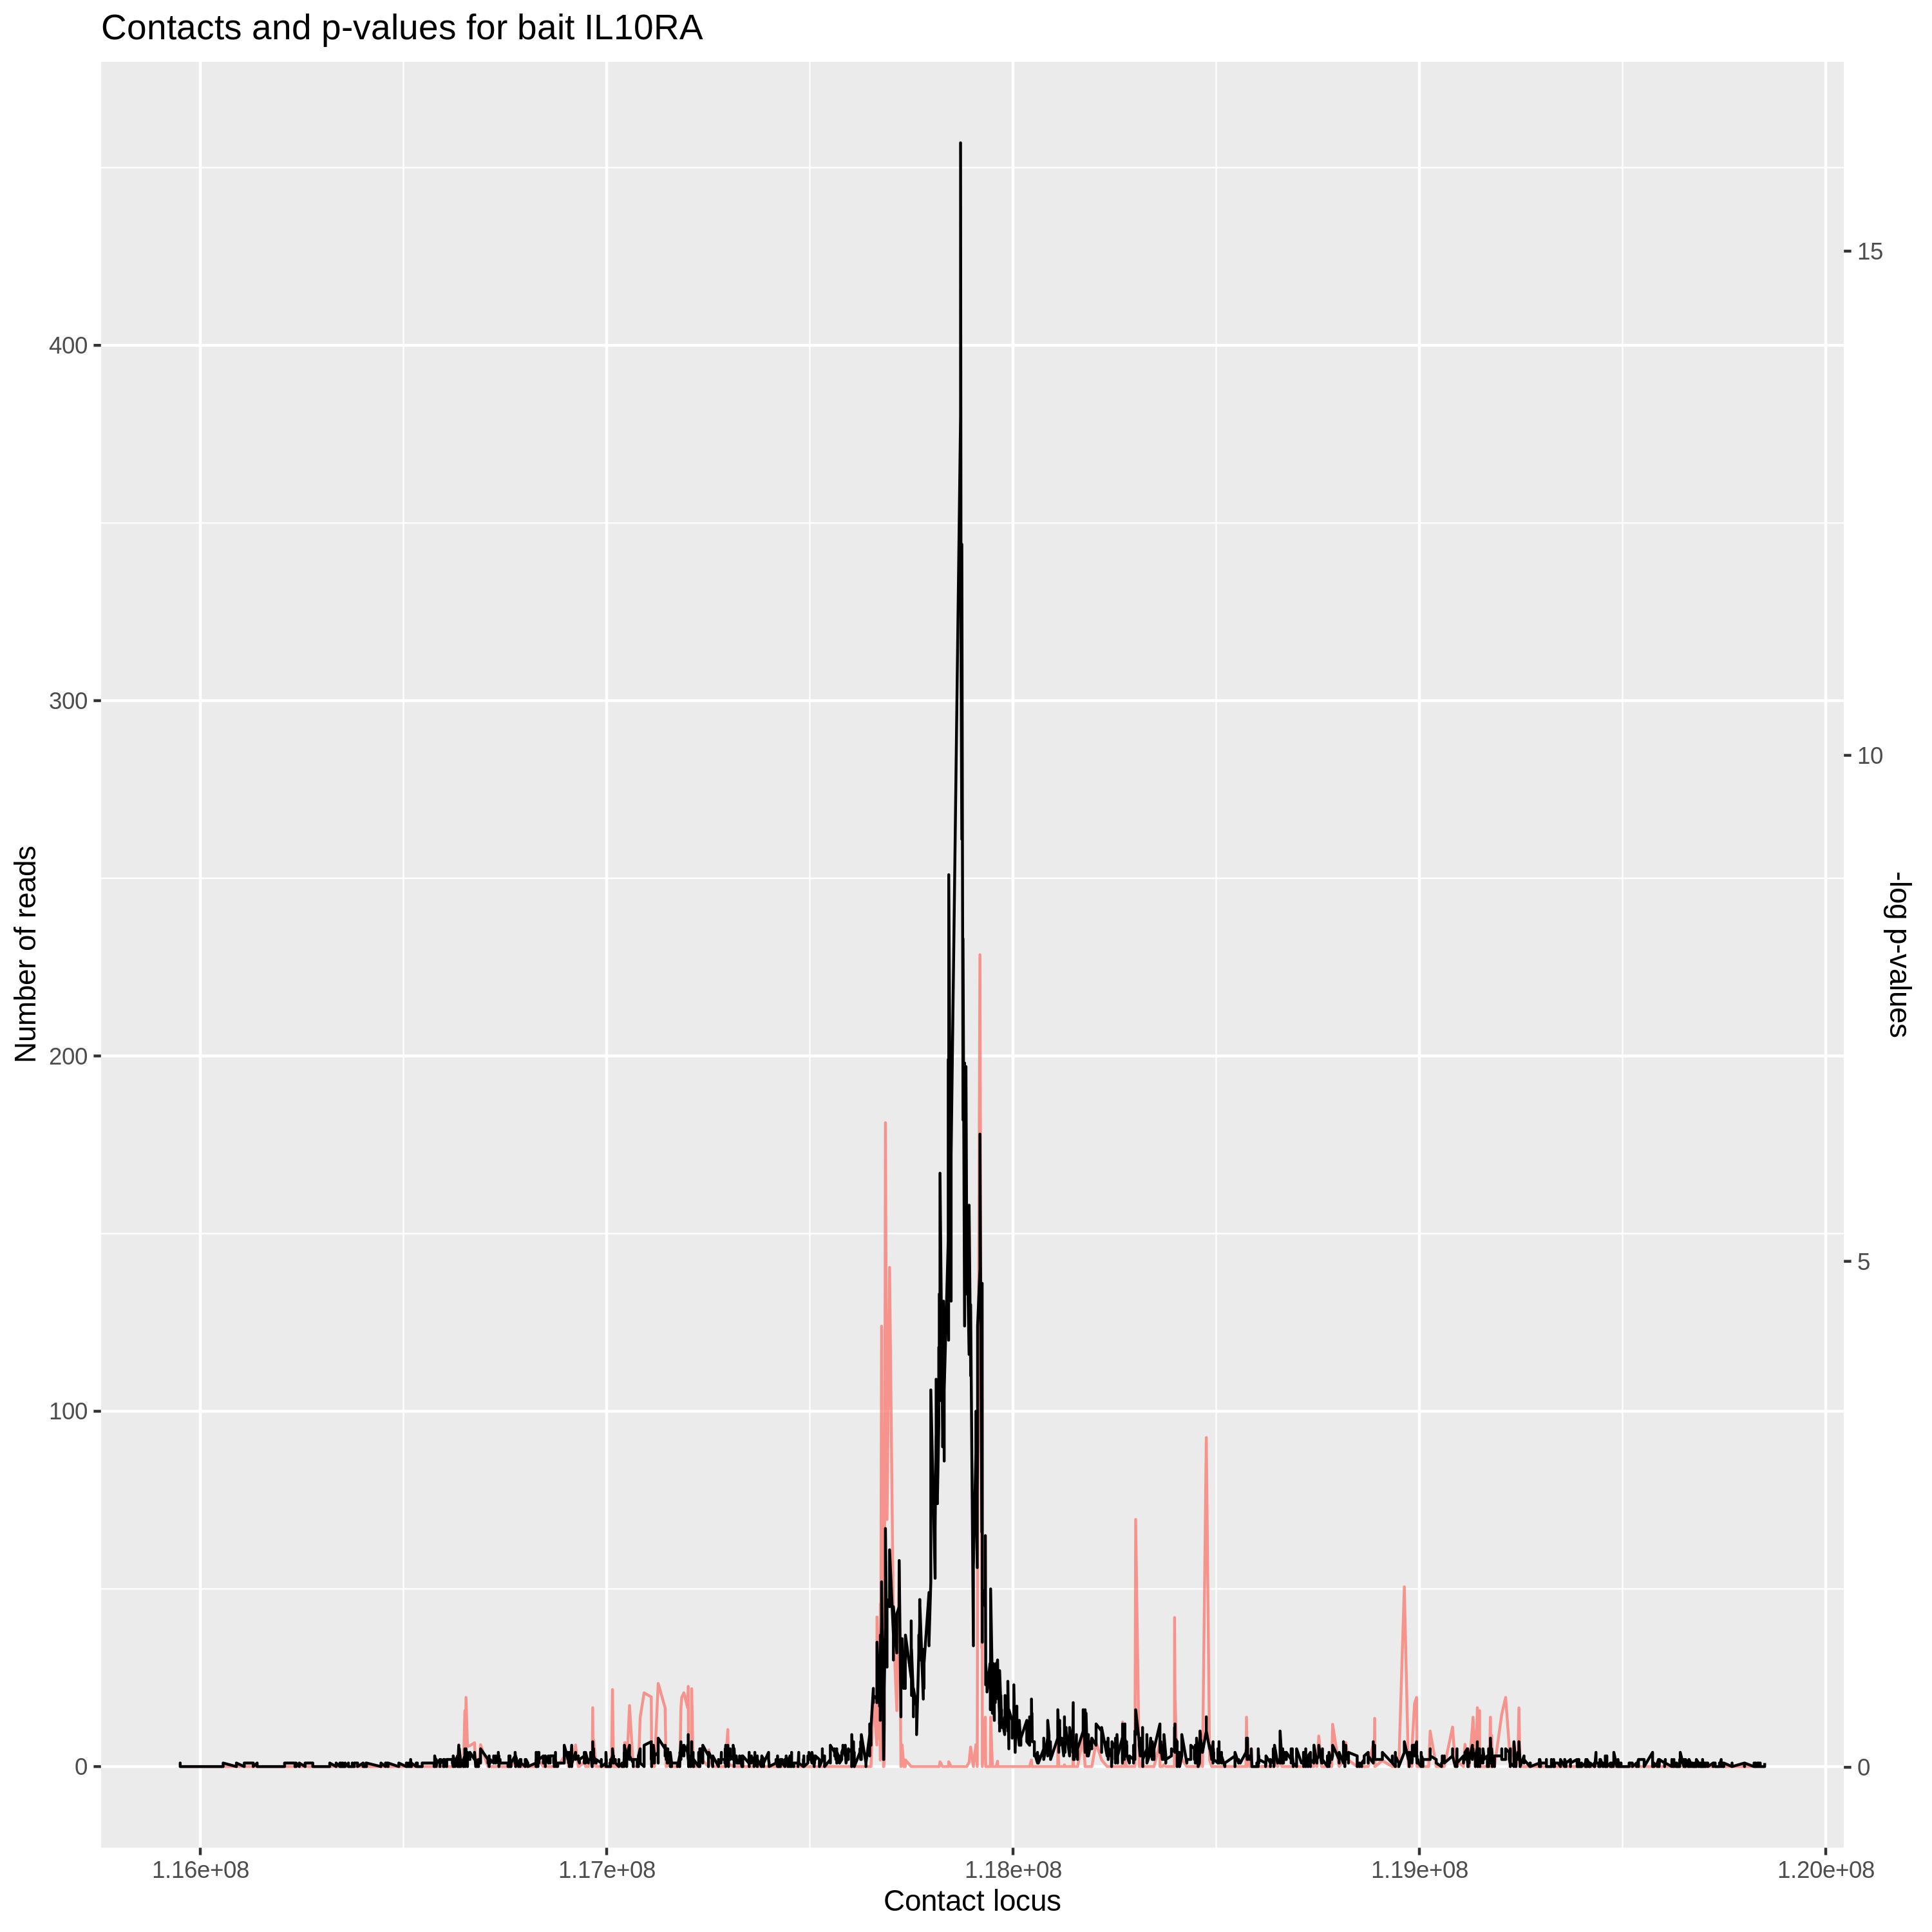 Contacts and p-values for bait IL10RA
15
400
300
10
Number of reads
-log p-values
200
5
100
0
0
1.16e+08
1.17e+08
1.18e+08
1.19e+08
1.20e+08
Contact locus